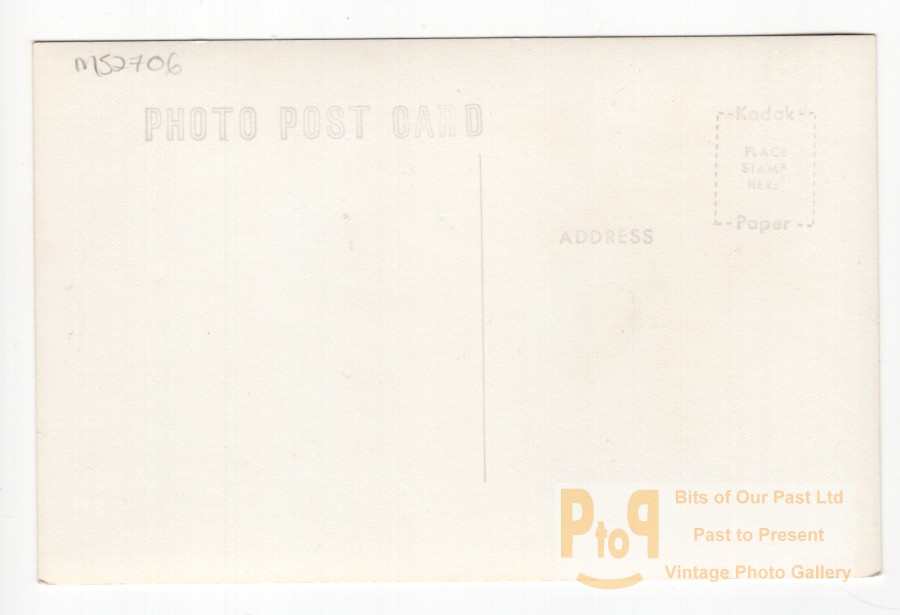 MS2706
PHOTO POST CARD
Kodak
PLACE
STAMP
HERE
Paper
ADDRESS
PtoP
Bits of Our Past Ltd
Past to Present
Vintage Photo Gallery